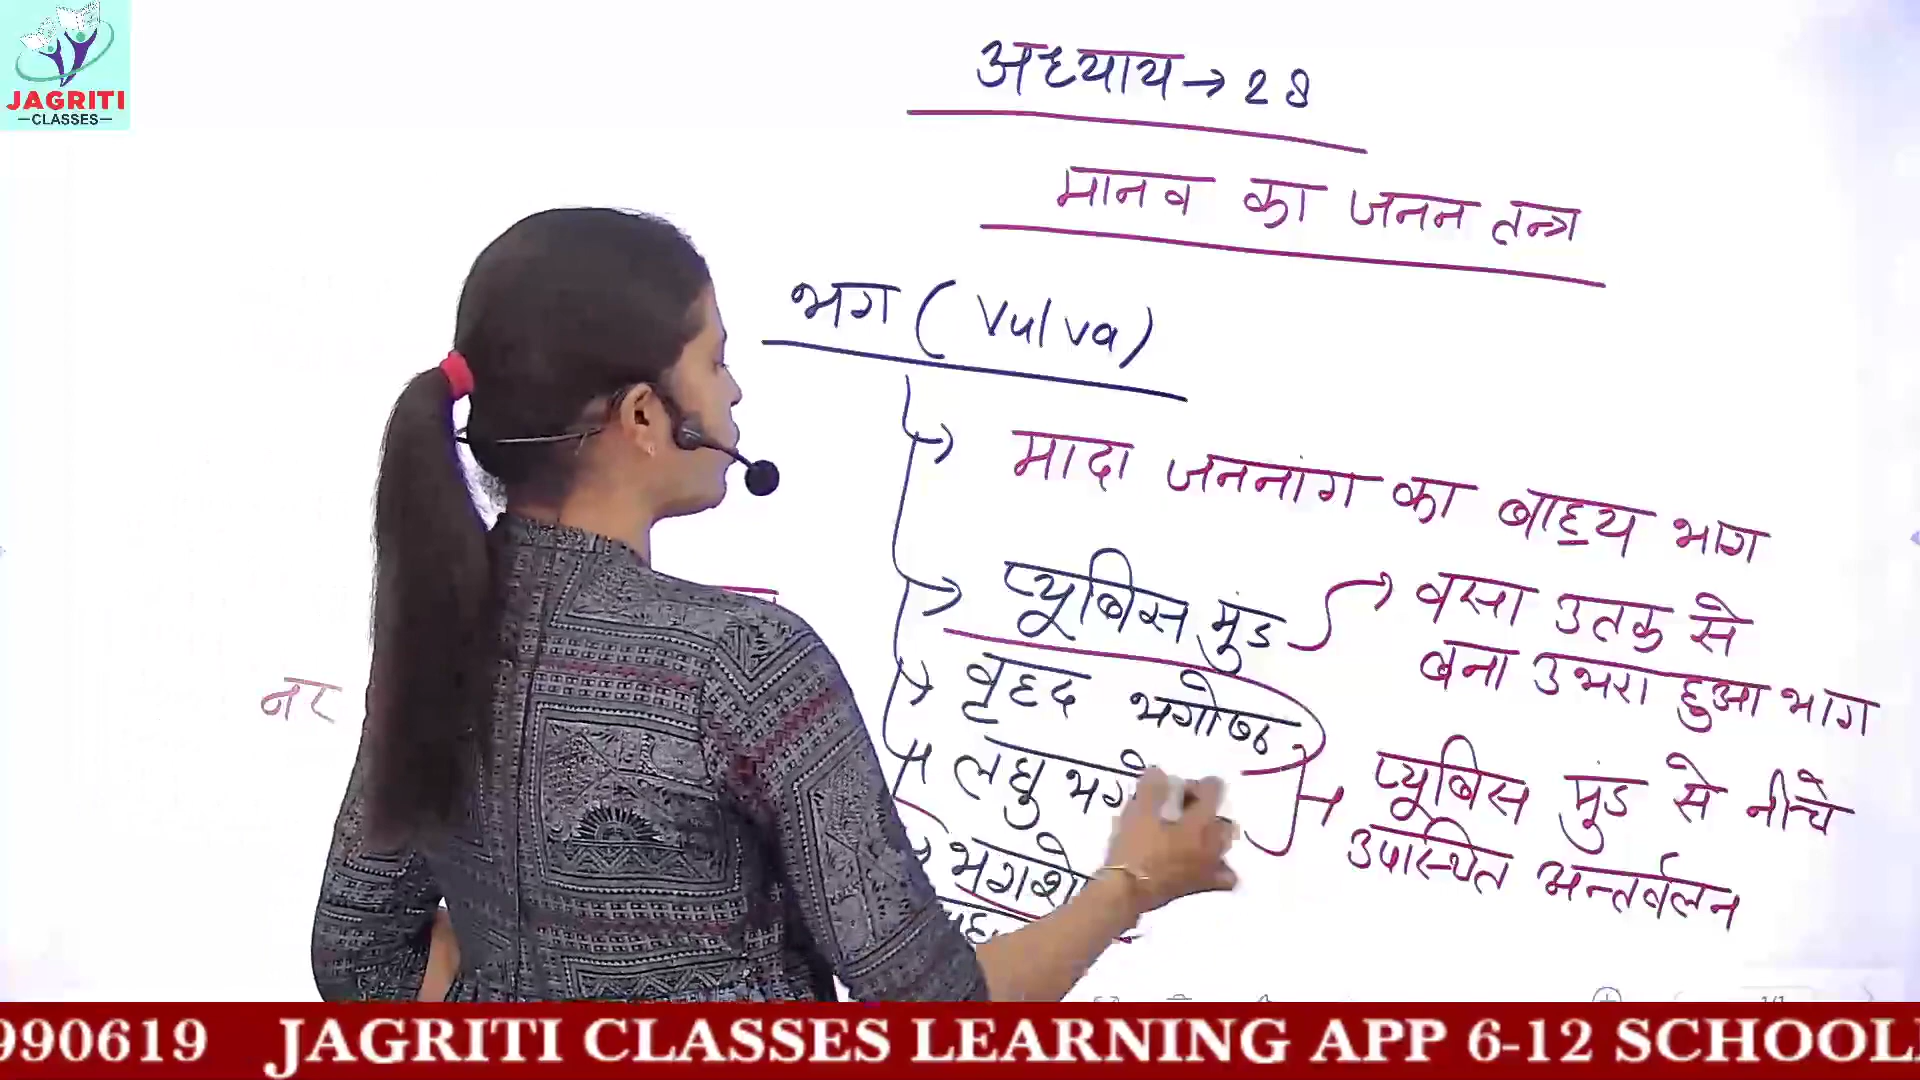 JAGRITI
CLASSES
अध्याय → 28
मानव का जनन तन्त्र
भग ( Vulva )
मादा जननांग का बाह्य भाग
प्यूबिस मुंड → वसा उतक से
बना उभरा हुआ भाग
वृहद भगोष्ठ
लघु
→ प्यूबिस मुंड से नीचे
उपस्थित अन्तर्वलन
नर
990619 JAGRITI CLASSES LEARNING APP 6-12 SCHOOL